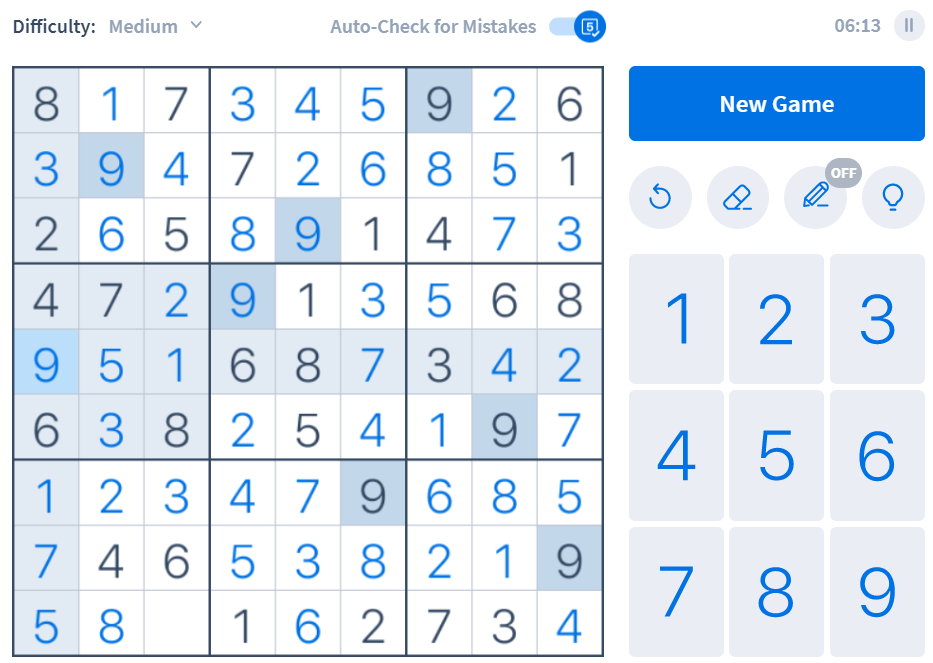 Difficulty: Medium
Auto-Check for Mistakes
5
06:13
8 1 7 3 4 5 9 2 6
3 9 4 7 2 6 8 5 1
2 6 5 8 9 1 4 7 3
4 7 2 9 1 3 5 6 8
9 5 1 6 8 7 3 4 2
6 3 8 2 5 4 1 9 7
1 2 3 4 7 9 6 8 5
7 4 6 5 3 8 2 1 9
5 8 1 6 2 7 3 4
New Game
OFF
1 2 3
4 5 6
7 8 9